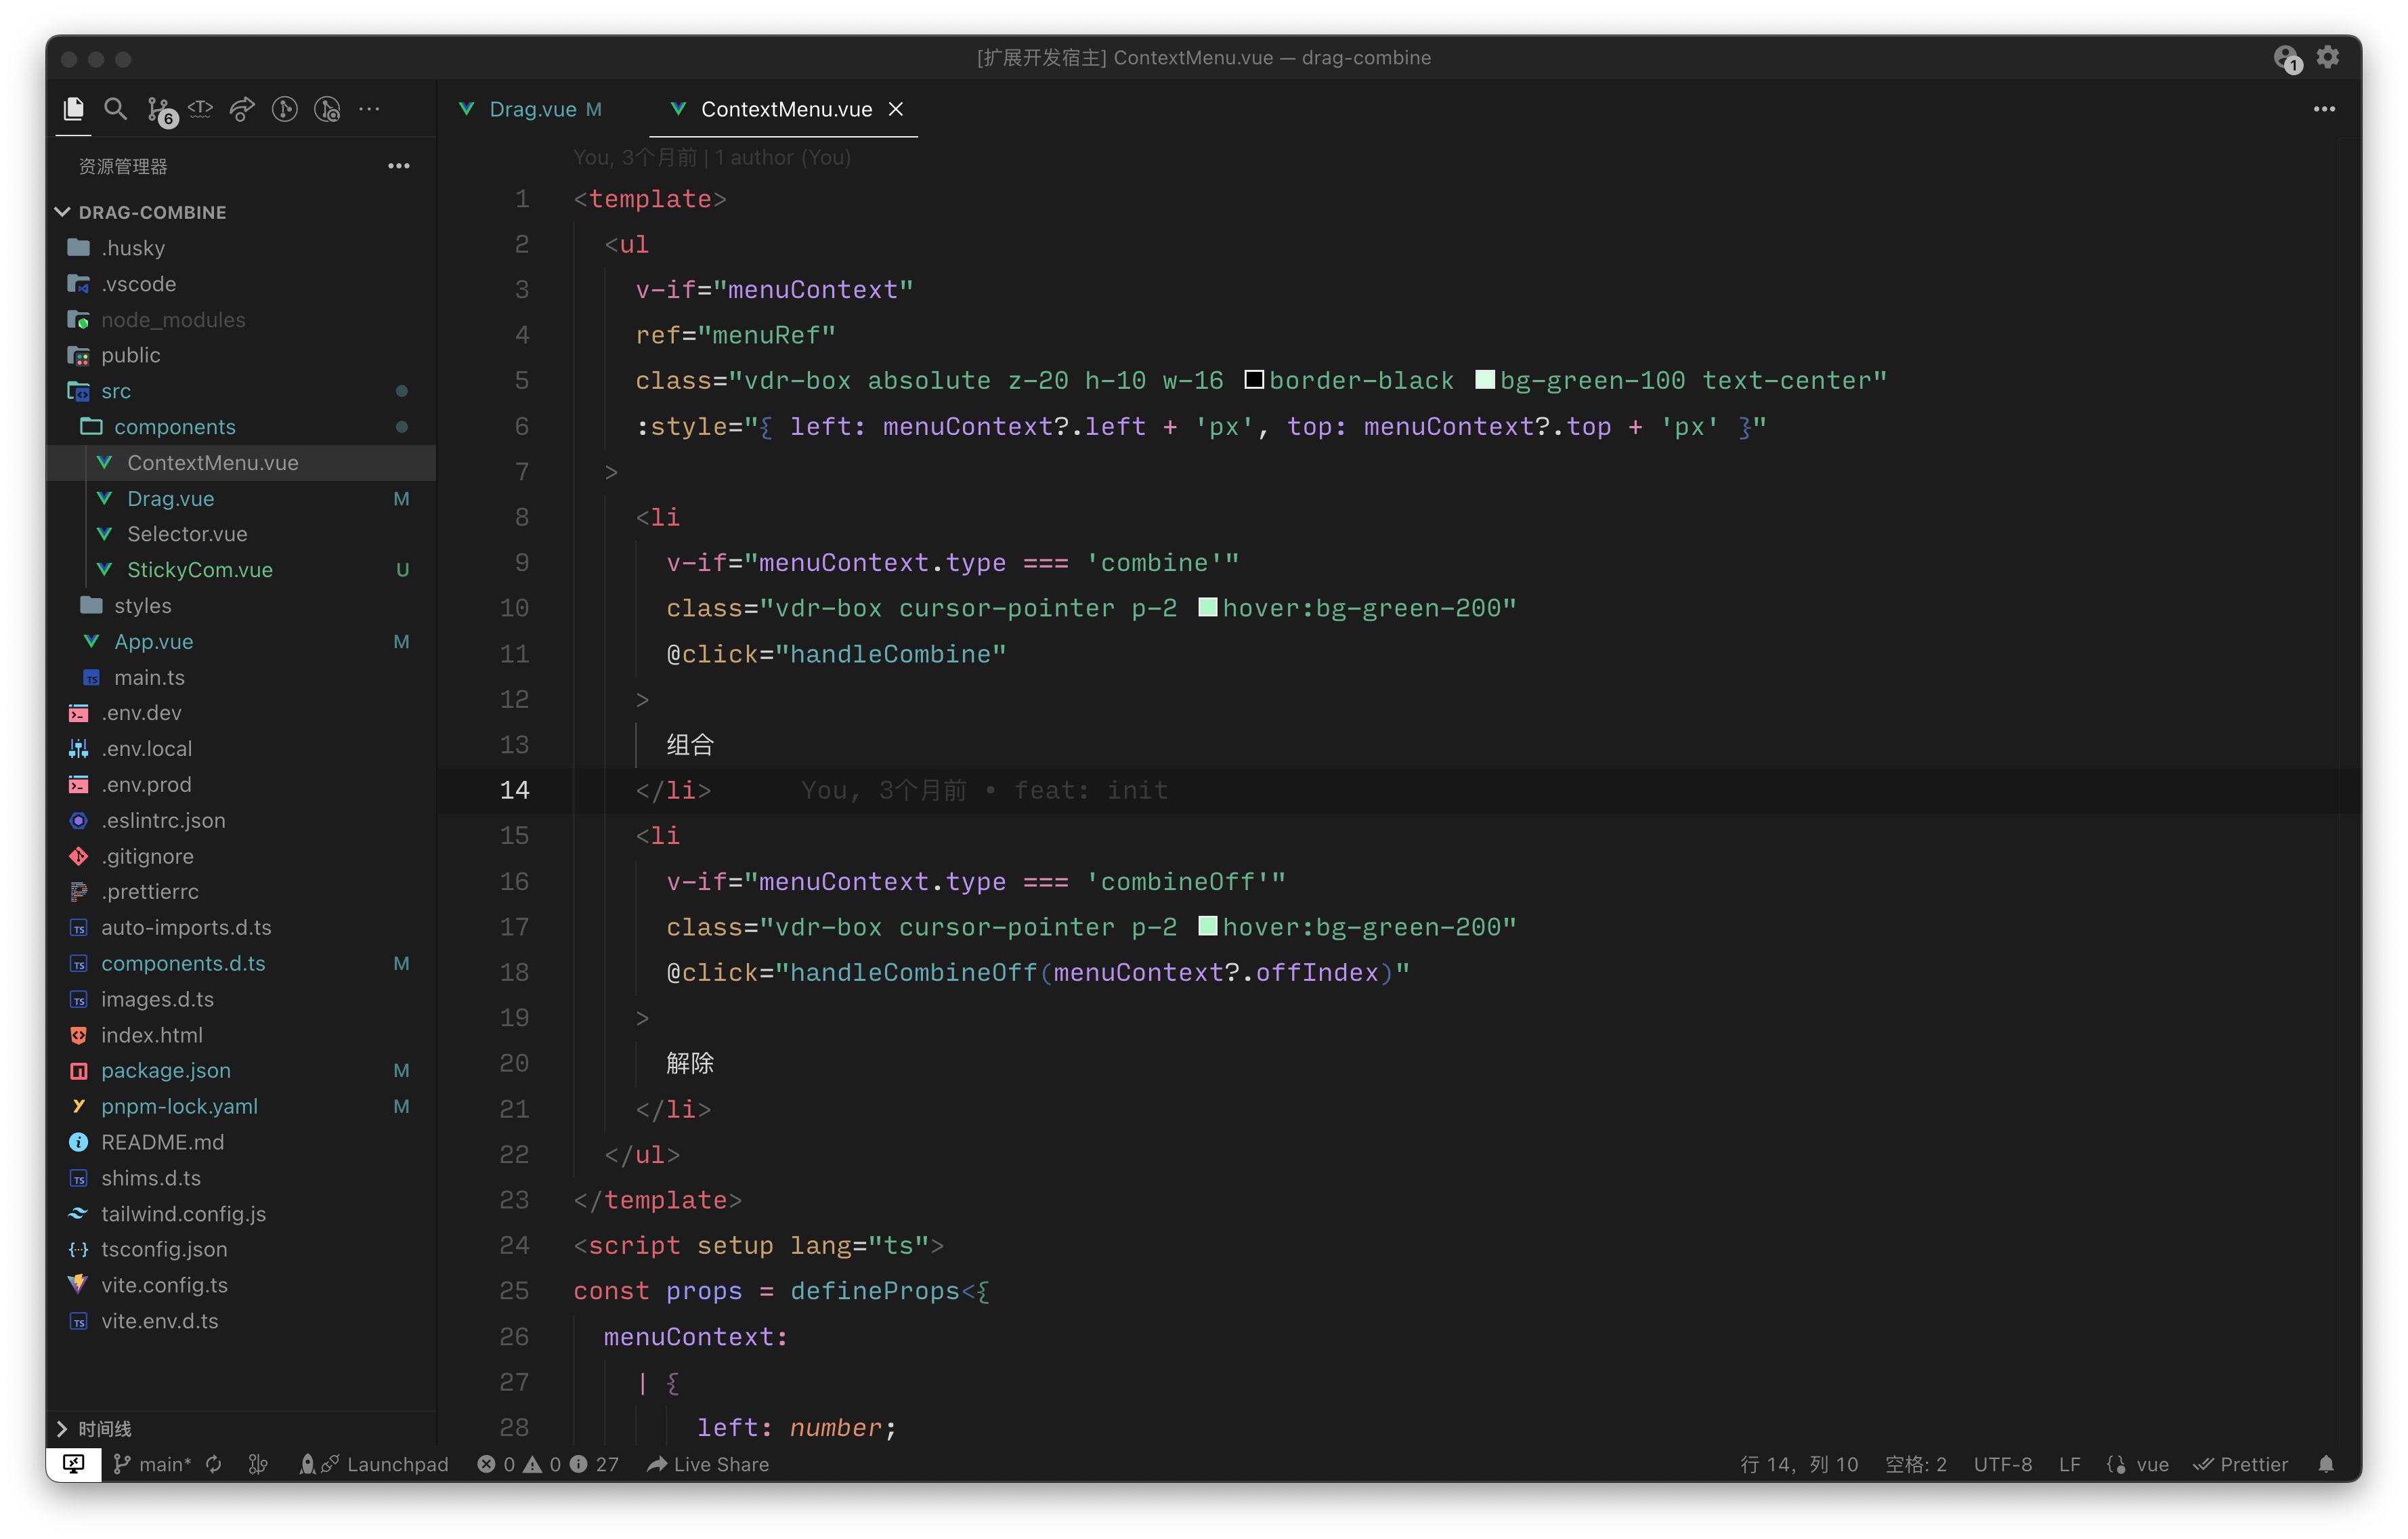 [扩展开发宿主] ContextMenu.vue — drag-combine
1
6
Drag.vue M
ContextMenu.vue
资源管理器
DRAG-COMBINE
.husky
.vscode
node_modules
public
src
components
ContextMenu.vue
Drag.vue M
Selector.vue
StickyCom.vue U
styles
App.vue M
main.ts
.env.dev
.env.local
.env.prod
.eslintrc.json
.gitignore
.prettierrc
auto-imports.d.ts
components.d.ts M
images.d.ts
index.html
package.json M
pnpm-lock.yaml M
README.md
shims.d.ts
tailwind.config.js
tsconfig.json
vite.config.ts
vite.env.d.ts
时间线
You, 3个月前 | 1 author (You)
1 <template>
2 <ul
3 v-if="menuContext"
4 ref="menuRef"
5 class="vdr-box absolute z-20 h-10 w-16 border-black bg-green-100 text-center"
6 :style="{ left: menuContext?.left + 'px', top: menuContext?.top + 'px' }"
7 >
8 <li
9 v-if="menuContext.type === 'combine'"
10 class="vdr-box cursor-pointer p-2 hover:bg-green-200"
11 @click="handleCombine"
12 >
13 组合
14 </li> You, 3个月前 • feat: init
15 <li
16 v-if="menuContext.type === 'combineOff'"
17 class="vdr-box cursor-pointer p-2 hover:bg-green-200"
18 @click="handleCombineOff(menuContext?.offIndex)"
19 >
20 解除
21 </li>
22 </ul>
23 </template>
24 <script setup lang="ts">
25 const props = defineProps<{
26 menuContext:
27 | {
28 left: number;
main* Launchpad 0 0 27 Live Share
行 14，列 10 空格: 2 UTF-8 LF vue Prettier